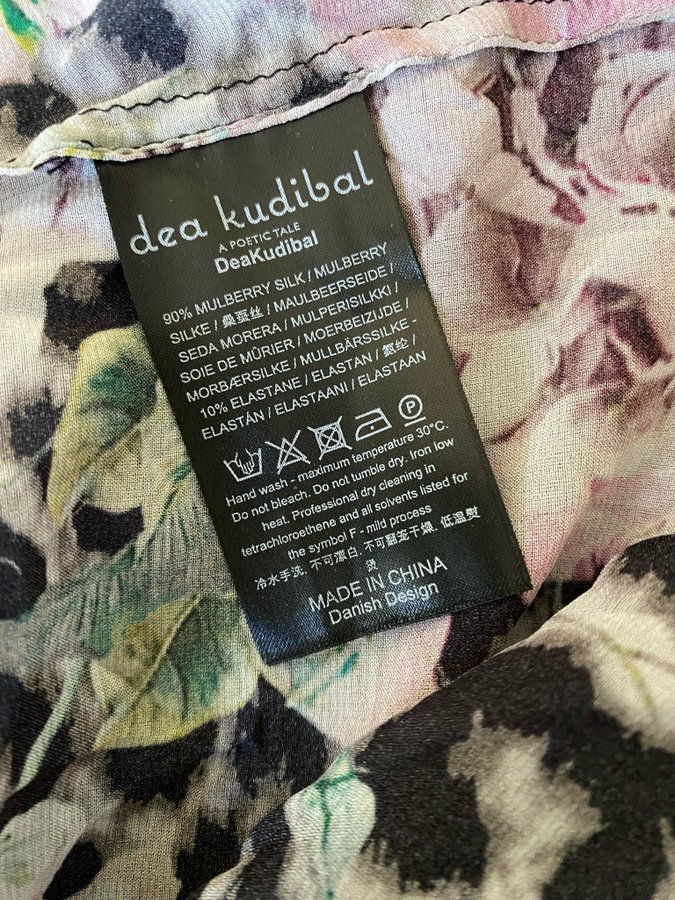 dea kudibal
A POETIC TALE
DeaKudibal
90% MULBERRY SILK / MULBERRY
SILKE / 桑蚕丝 / MAULBEERSEIDE /
SEDA MORERA / MULPERISILKKI /
SOIE DE MÛRIER / MOERBEIZIJDE /
MORBÆRSILKE / MULLBÄRSSILKE -
10% ELASTANE / ELASTAN / 氨纶 /
ELASTÁN / ELASTAANI / ELASTAAN
P
Hand wash - maximum temperature 30°C.
Do not bleach. Do not tumble dry. Iron low
heat. Professional dry cleaning in
tetrachloroethene and all solvents listed for
the symbol F - mild process
冷水手洗. 不可漂白. 不可翻笼干燥. 低温熨
烫
MADE IN CHINA
Danish Design